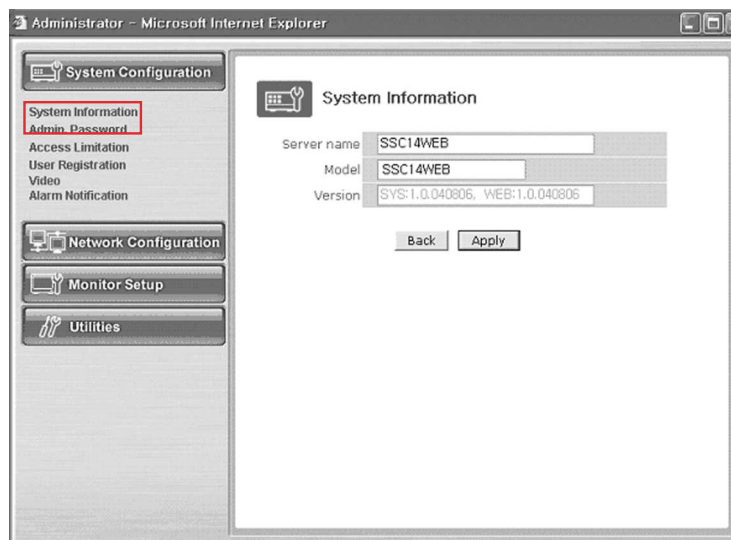 Administrator - Microsoft Internet Explorer
System Configuration
System Information
Admin. Password
Access Limitation
User Registration
Video
Alarm Notification
Network Configuration
Monitor Setup
Utilities
System Information
Server name SSC14WEB
Model SSC14WEB
Version SYS:1.0.040806, WEB:1.0.040806
Back Apply